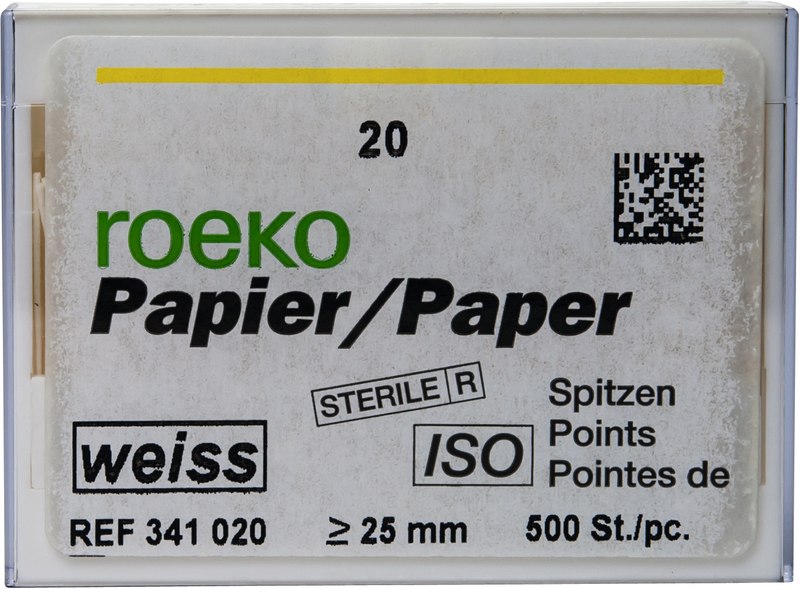 20
roeko
Papier/Paper
STERILE R
Spitzen
Points
Pointes de
weiss
ISO
REF 341 020
≥ 25 mm
500 St./pc.